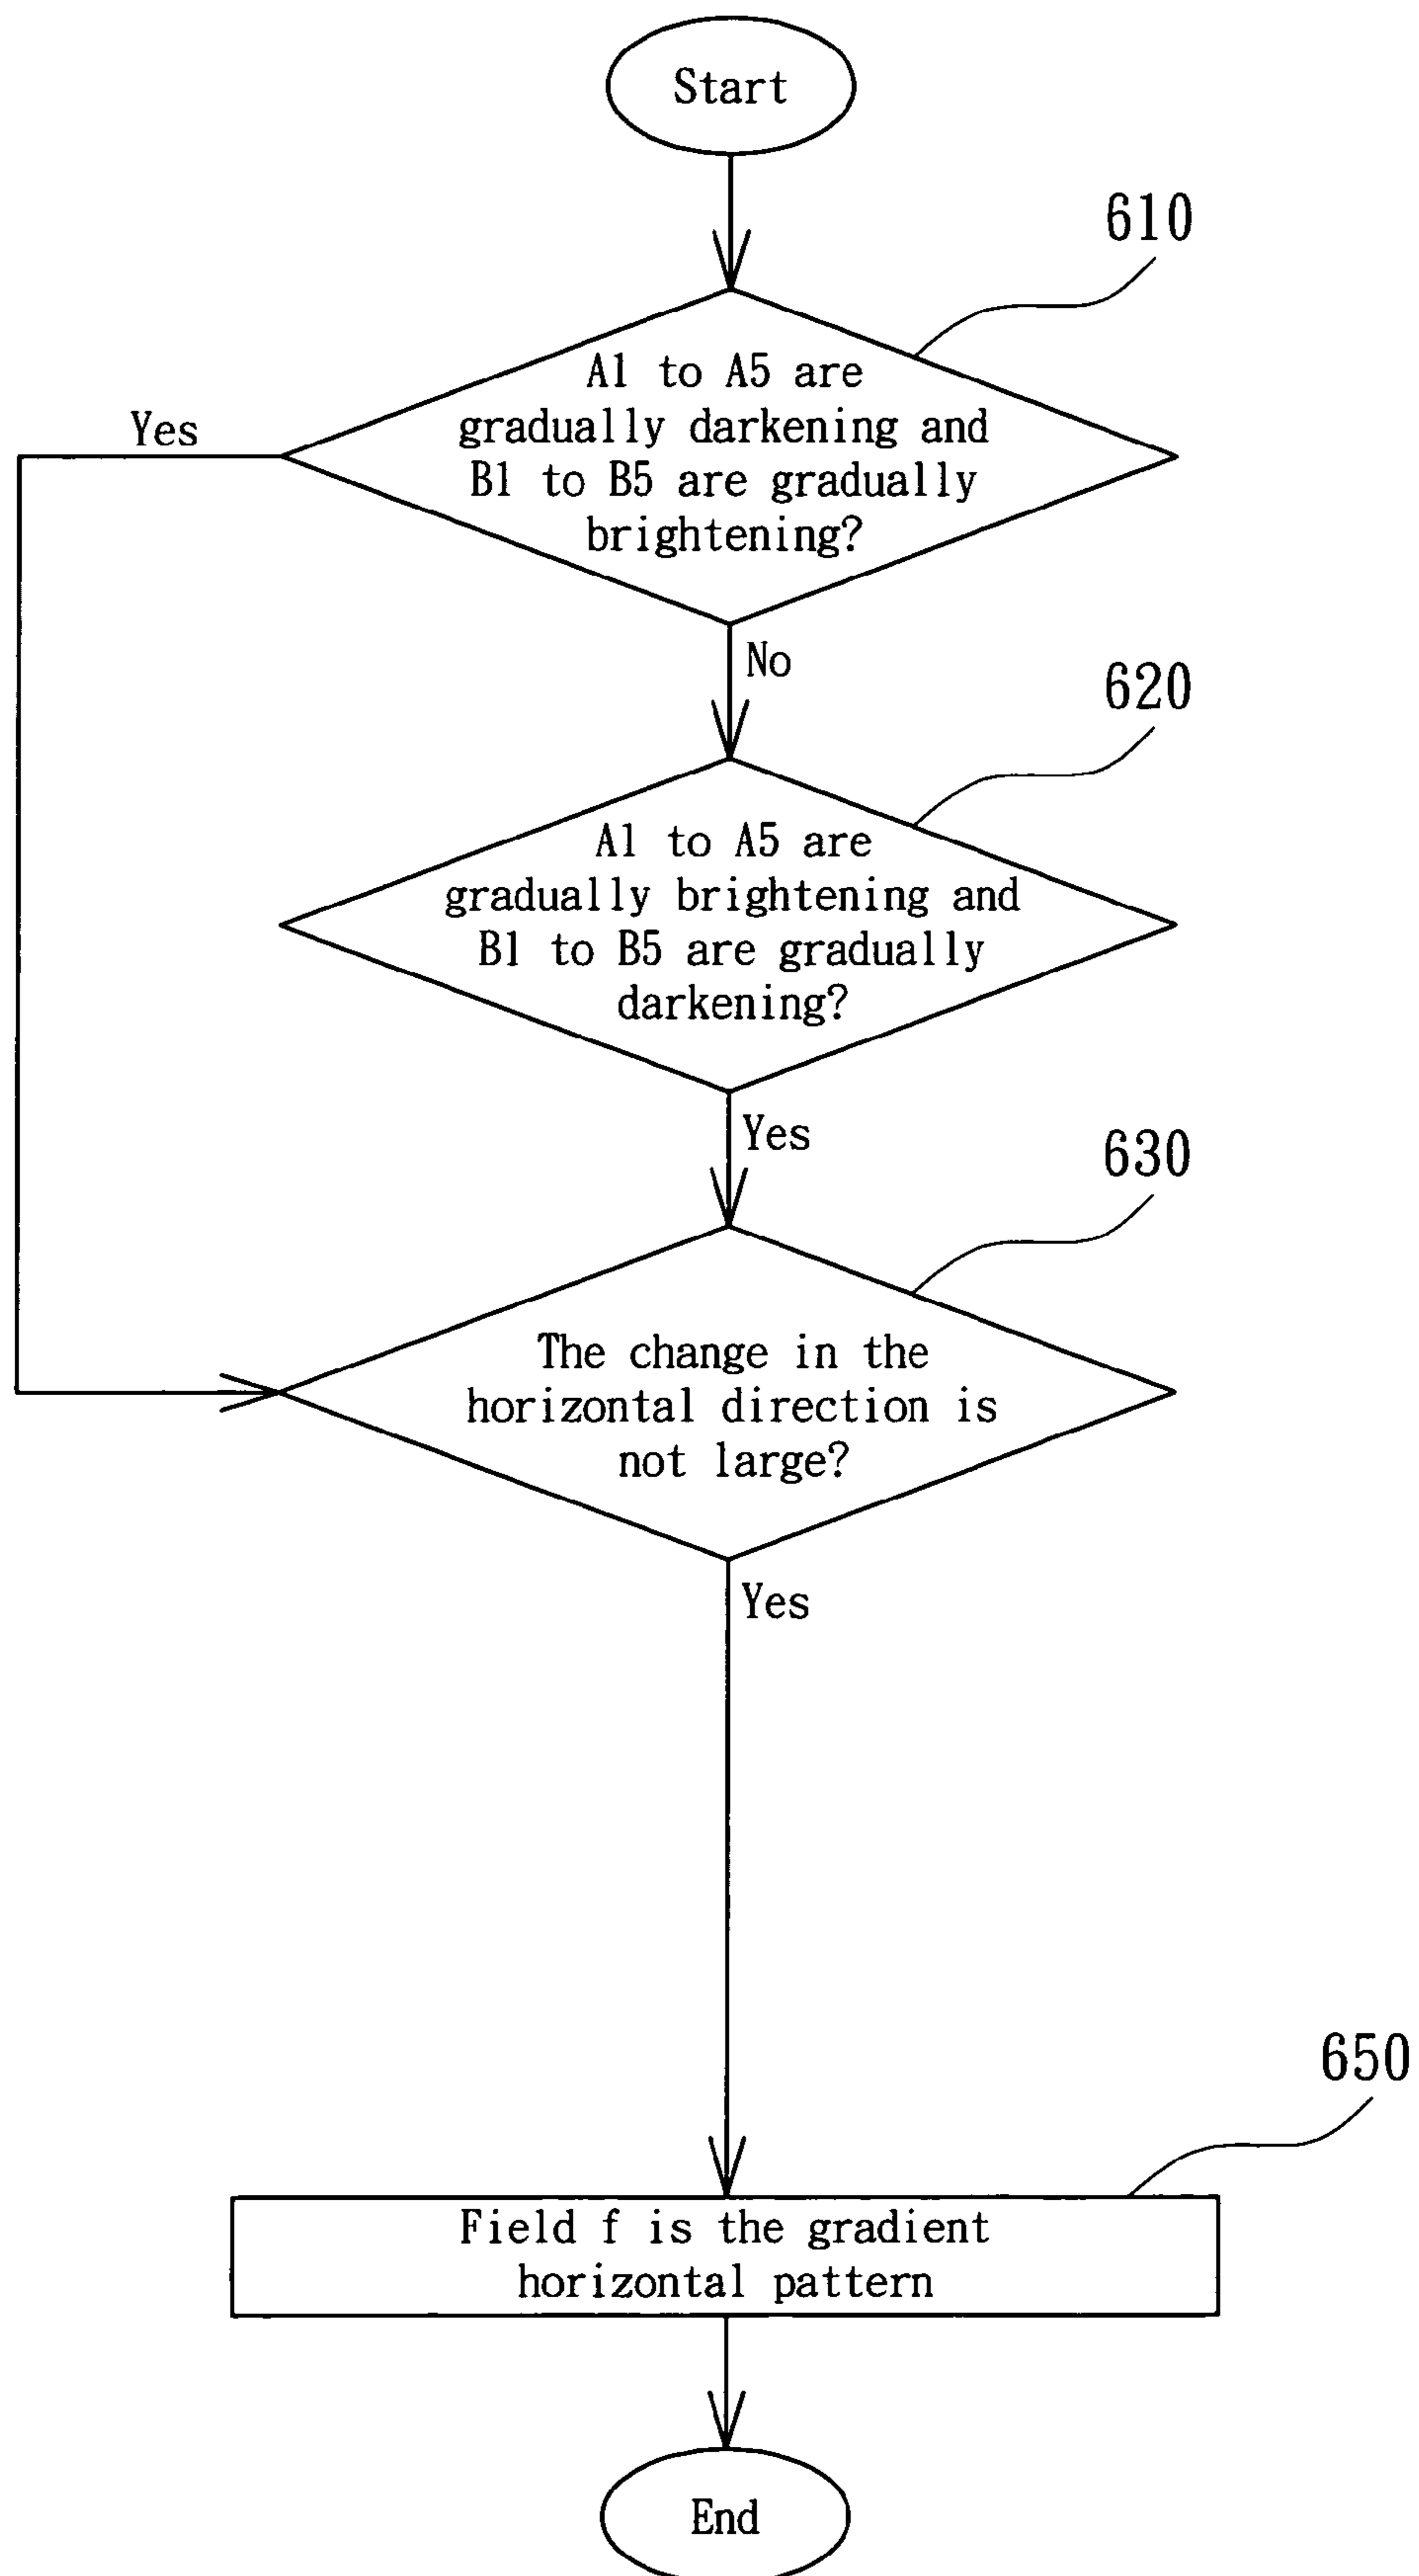 Start
610
A1 to A5 are
gradually darkening and
B1 to B5 are gradually
brightening?
Yes
No
620
A1 to A5 are
gradually brightening and
B1 to B5 are gradually
darkening?
Yes
630
The change in the
horizontal direction is
not large?
Yes
650
Field f is the gradient
horizontal pattern
End